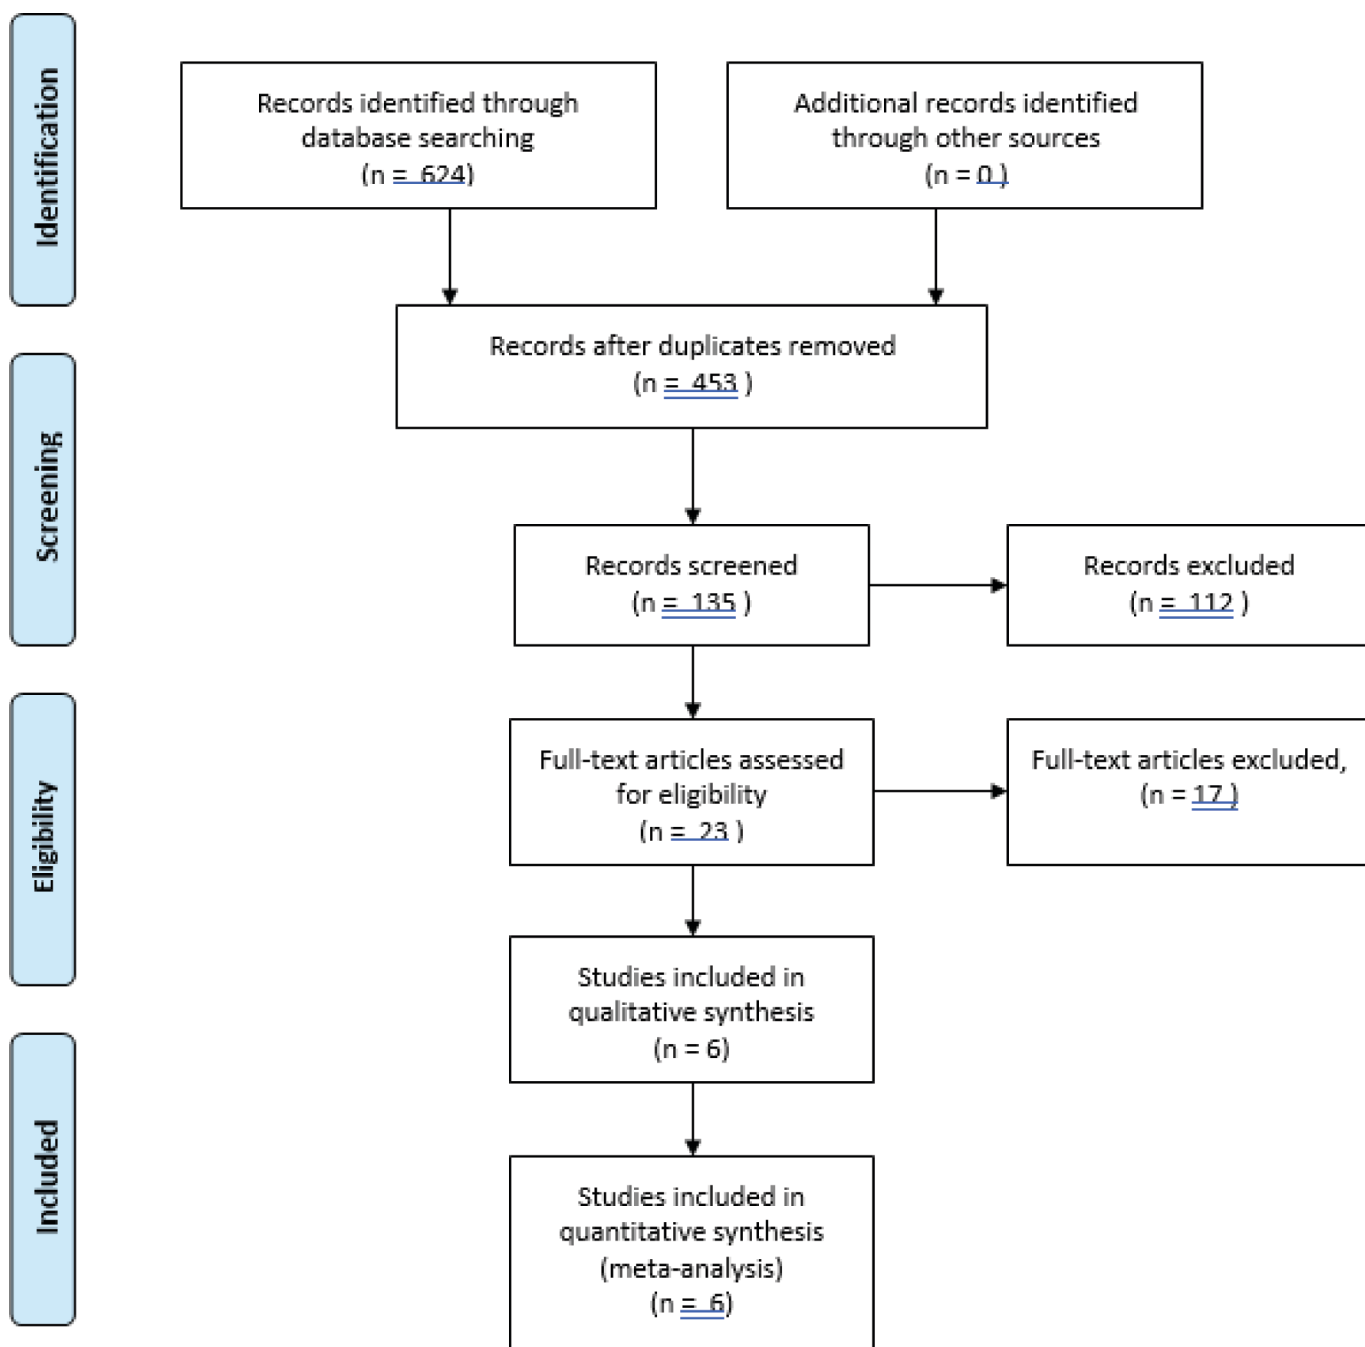 Identification
Records identified through
database searching
(n = 624)
Additional records identified
through other sources
(n = 0 )
Records after duplicates removed
(n = 453 )
Screening
Records screened
(n = 135 )
Records excluded
(n = 112 )
Eligibility
Full-text articles assessed
for eligibility
(n = 23 )
Full-text articles excluded,
(n = 17 )
Studies included in
qualitative synthesis
(n = 6)
Included
Studies included in
quantitative synthesis
(meta-analysis)
(n = 6)